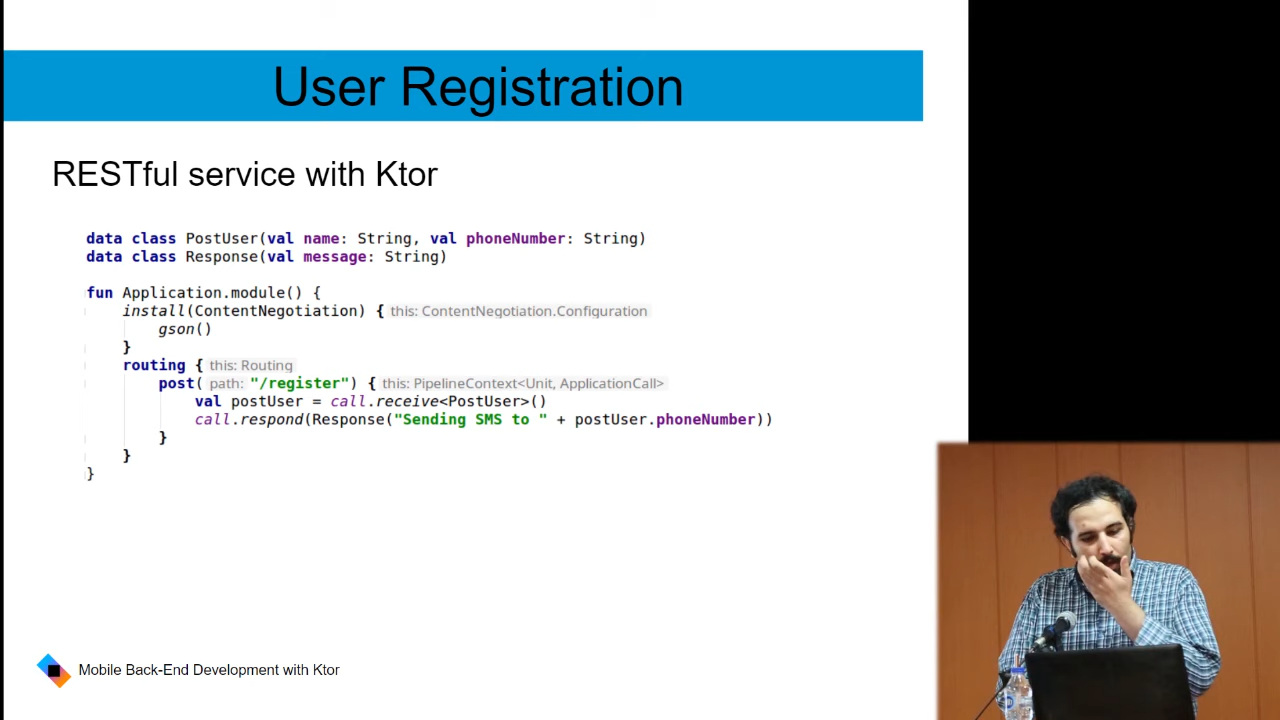 User Registration
RESTful service with Ktor
data class PostUser(val name: String, val phoneNumber: String)
data class Response(val message: String)
fun Application.module() {
install(ContentNegotiation) { this: ContentNegotiation.Configuration
gson()
}
routing { this: Routing
post( path: "/register") { this: PipelineContext<Unit, ApplicationCall>
val postUser = call.receive<PostUser>()
call.respond(Response("Sending SMS to " + postUser.phoneNumber))
}
}
}
Mobile Back-End Development with Ktor